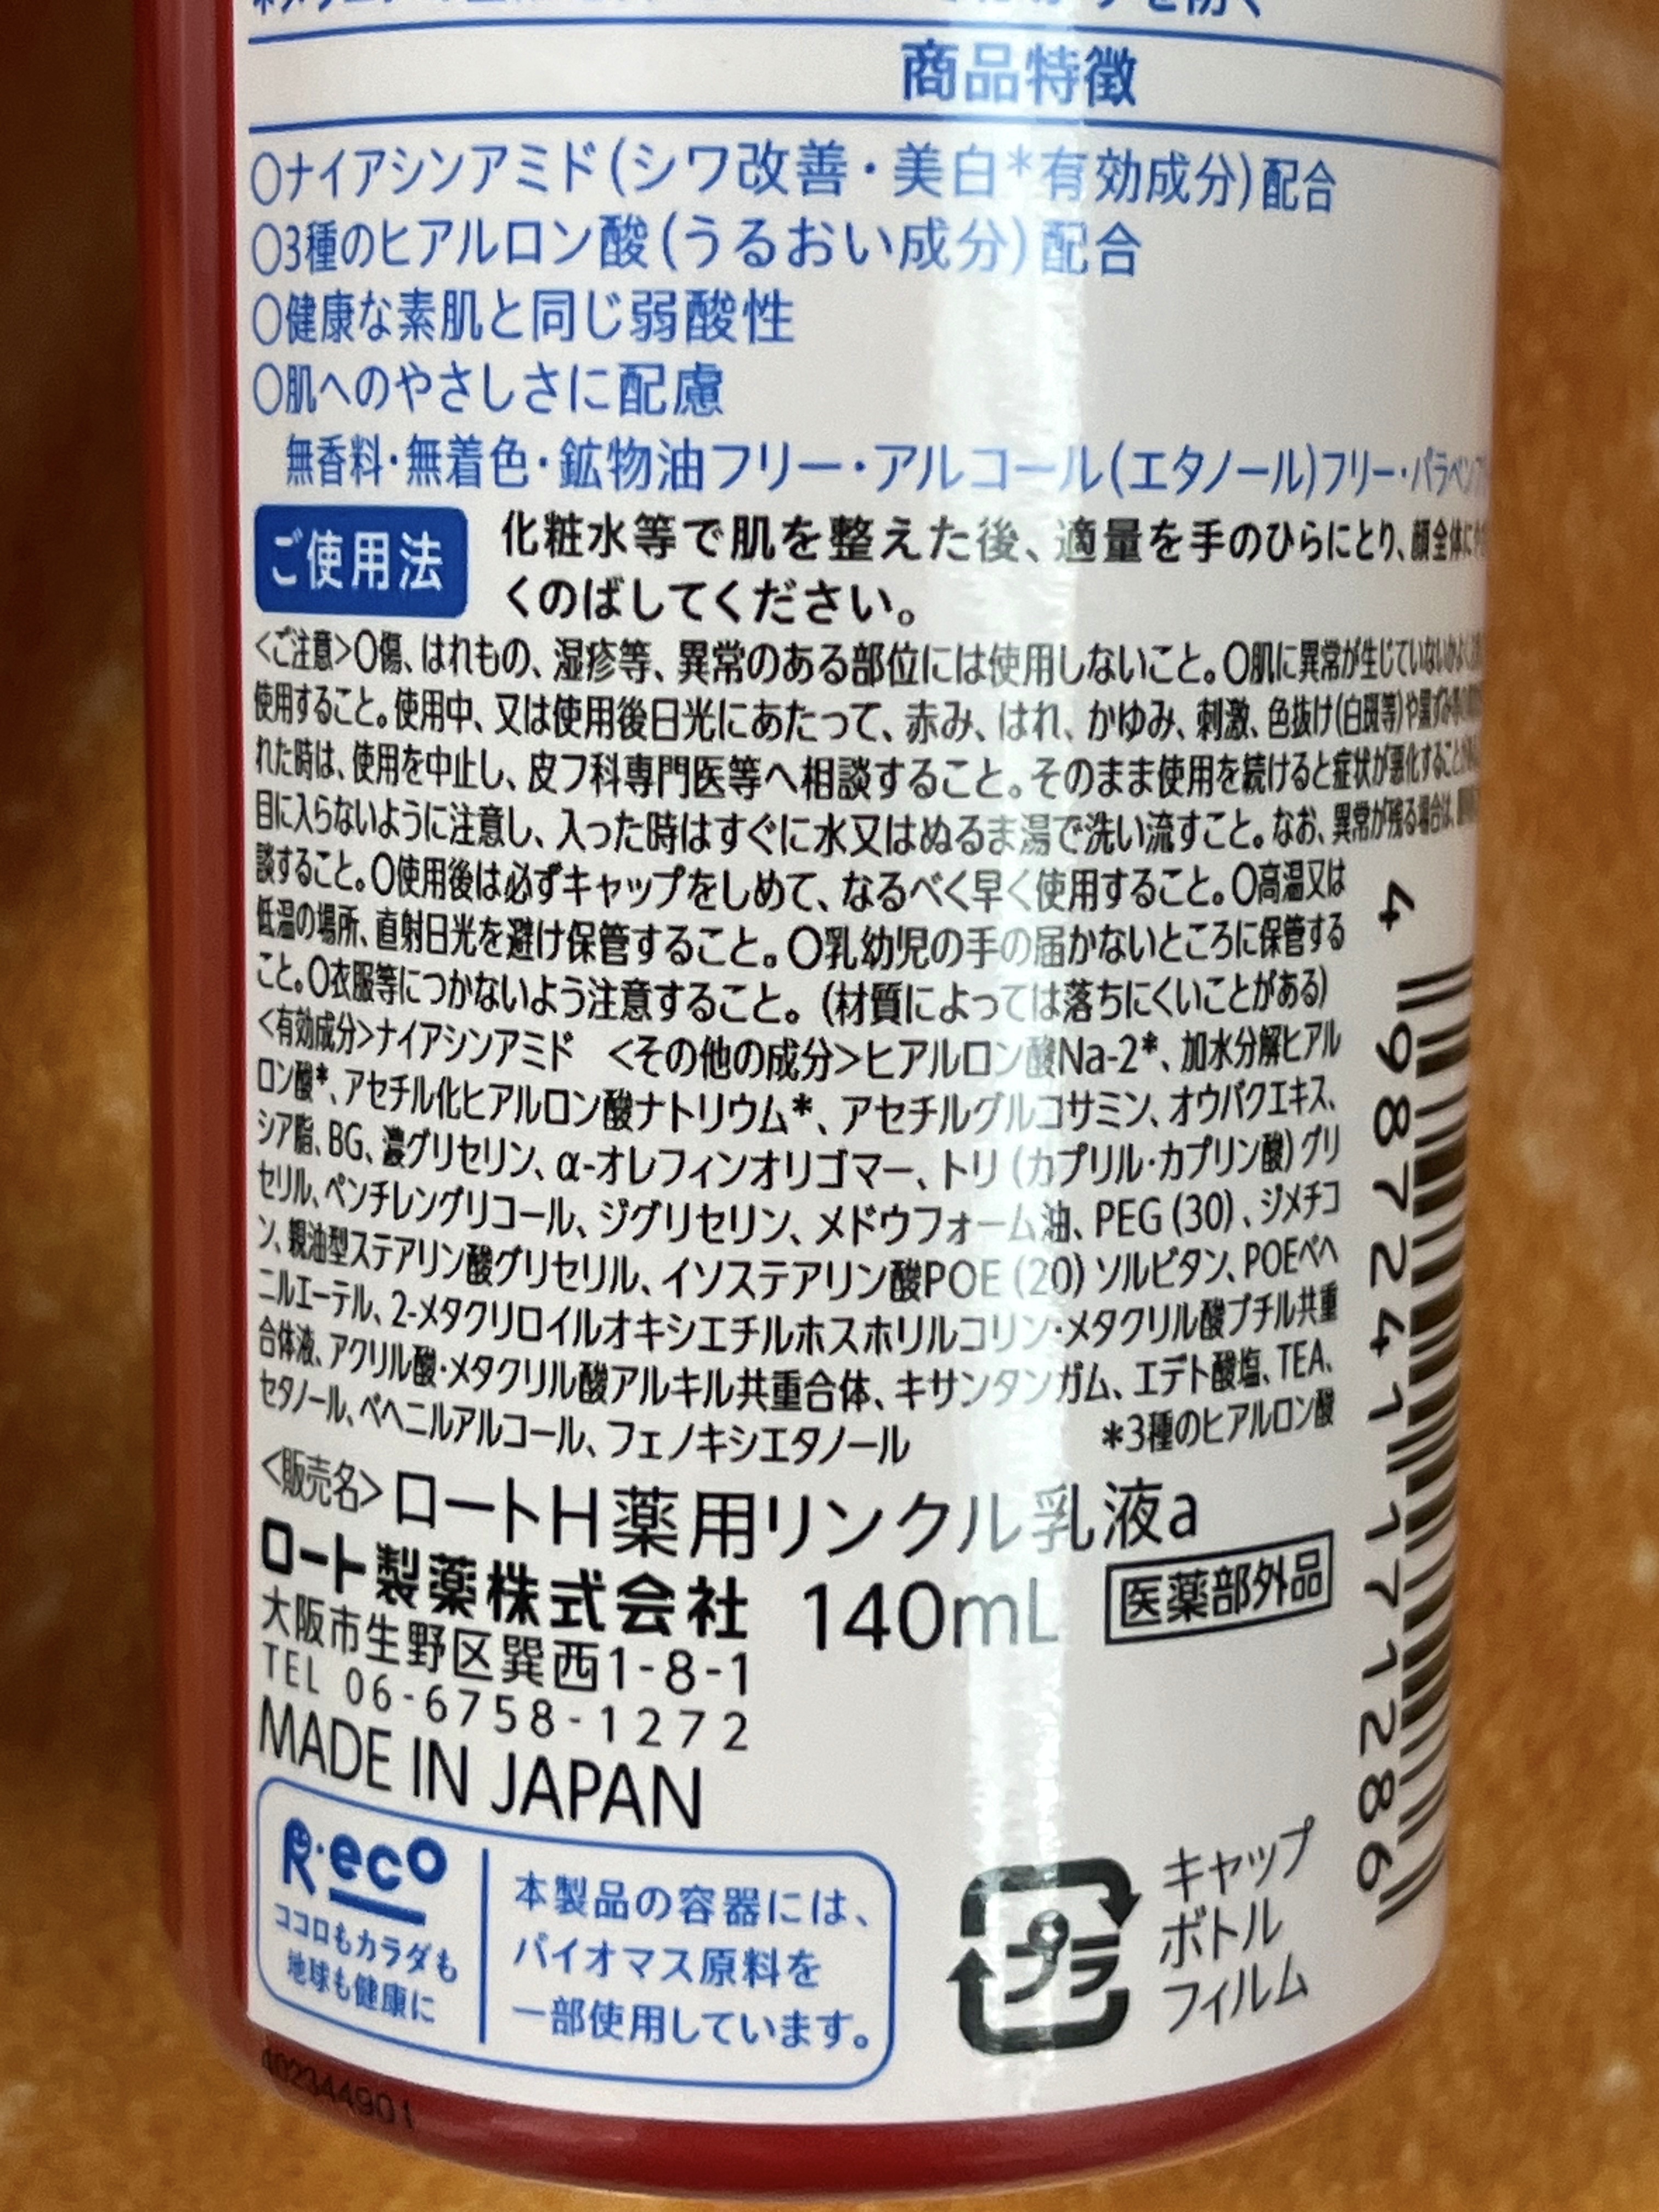 を防ぐ
商品特徴
〇ナイアシンアミド(シワ改善・美白*有効成分)配合
〇3種のヒアルロン酸(うるおい成分)配合
〇健康な素肌と同じ弱酸性
〇肌へのやさしさに配慮
無香料・無着色・鉱物油フリー・アルコール(エタノール)フリー・パラベン
ご使用法
化粧水等で肌を整えた後、適量を手のひらにとり、顔全体に
くのばしてください。
<ご注意>〇傷、はれもの、湿疹等、異常のある部位には使用しないこと。〇肌に異常が生じていないかよく
使用すること。使用中、又は使用後日光にあたって、赤み、はれ、かゆみ、刺激、色抜け(白斑等)や黒ずみ等の
れた時は、使用を中止し、皮フ科専門医等へ相談すること。そのまま使用を続けると症状が悪化すること
目に入らないように注意し、入った時はすぐに水又はぬるま湯で洗い流すこと。なお、異常が残る場合は、
談すること。〇使用後は必ずキャップをしめて、なるべく早く使用すること。〇高温又は
低温の場所、直射日光を避け保管すること。〇乳幼児の手の届かないところに保管する
こと。〇衣服等につかないよう注意すること。(材質によっては落ちにくいことがある)
<有効成分>ナイアシンアミド <その他の成分>ヒアルロン酸Na-2*、加水分解ヒアル
ロン酸*、アセチル化ヒアルロン酸ナトリウム*、アセチルグルコサミン、オウバクエキス、
シア脂、BG、濃グリセリン、α-オレフィンオリゴマー、トリ(カプリル・カプリン酸)グリ
セリル、ペンチレングリコール、ジグリセリン、メドウフォーム油、PEG(30)、ジメチコ
ン、親油型ステアリン酸グリセリル、イソステアリン酸POE(20)ソルビタン、POEベヘ
ニルエーテル、2-メタクリロイルオキシエチルホスホリルコリン・メタクリル酸ブチル共重
合体液、アクリル酸・メタクリル酸アルキル共重合体、キサンタンガム、エデト酸塩、TEA、
セタノール、ベヘニルアルコール、フェノキシエタノール *3種のヒアルロン酸
<販売名>ロートH薬用リンクル乳液a
ロート製薬株式会社 140mL 医薬部外品
大阪市生野区巽西1-8-1
TEL 06-6758-1272
MADE IN JAPAN
R・eco
ココロもカラダも
地球も健康に
本製品の容器には、
バイオマス原料を
一部使用しています。
プラ
キャップ
ボトル
フィルム
4 987241 171286